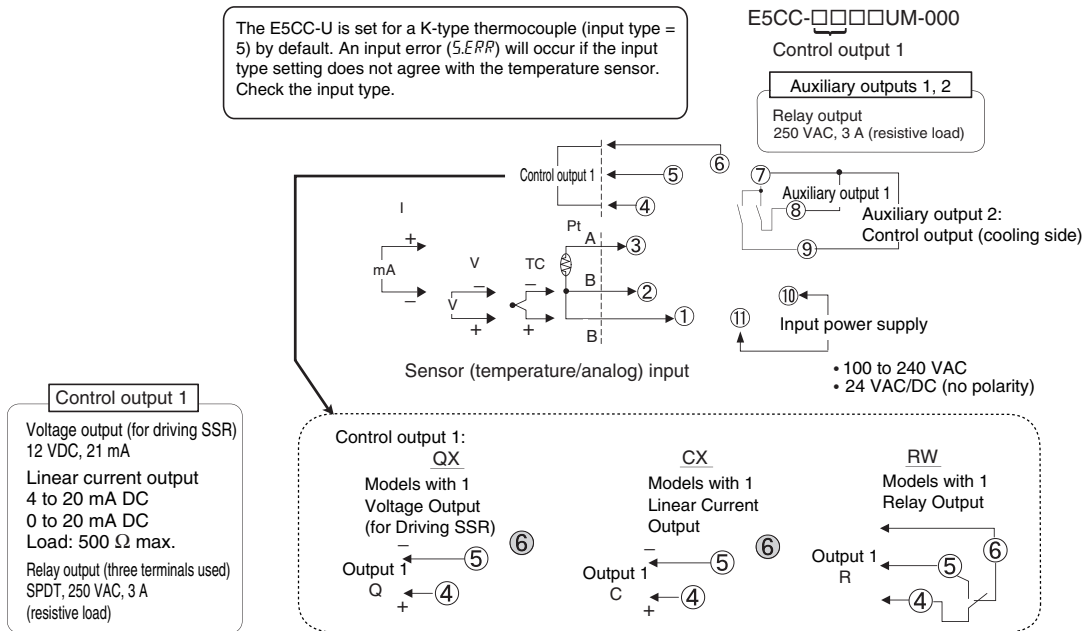 The E5CC-U is set for a K-type thermocouple (input type =
5) by default. An input error (S.ERR) will occur if the input
type setting does not agree with the temperature sensor.
Check the input type.
E5CC-□□□□UM-000
Control output 1
Auxiliary outputs 1, 2
Relay output
250 VAC, 3 A (resistive load)
Control output 1
⑥
⑤
④
⑦
Auxiliary output 1
⑧
Auxiliary output 2:
Control output (cooling side)
⑨
I
+
mA
−
V
−
V
+
TC
−
+
Pt
A
③
B
②
①
B
⑩
⑪
Input power supply
• 100 to 240 VAC
• 24 VAC/DC (no polarity)
Sensor (temperature/analog) input
Control output 1
Voltage output (for driving SSR)
12 VDC, 21 mA
Linear current output
4 to 20 mA DC
0 to 20 mA DC
Load: 500 Ω max.
Relay output (three terminals used)
SPDT, 250 VAC, 3 A
(resistive load)
Control output 1:
QX
Models with 1
Voltage Output
(for Driving SSR)
⑥
−
⑤
Output 1
Q
④
+
CX
Models with 1
Linear Current
Output
⑥
−
⑤
Output 1
C
④
+
RW
Models with 1
Relay Output
⑥
Output 1
R
⑤
④